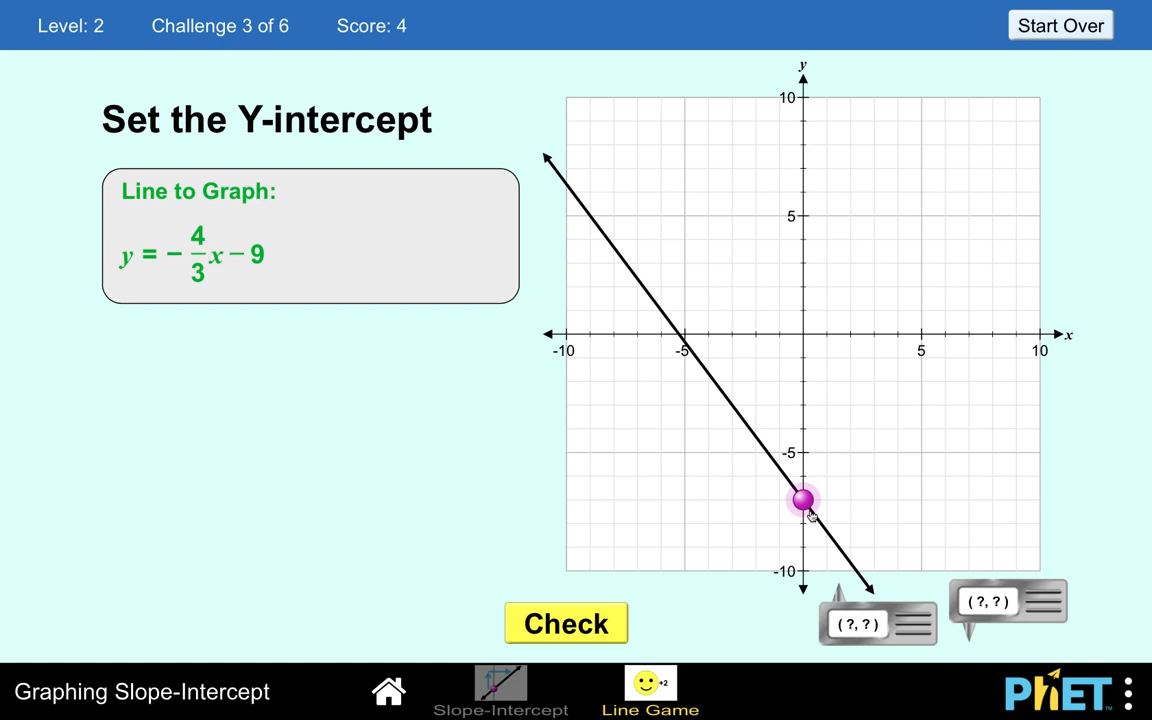 Level: 2 Challenge 3 of 6 Score: 4 Start Over
Set the Y-intercept
Line to Graph:
y = - 4/3 x - 9
y
10
5
-10 -5 5 10 x
-5
-10
( ?, ? )
( ?, ? )
Check
Graphing Slope-Intercept
Slope-Intercept
+2
Line Game
PhET